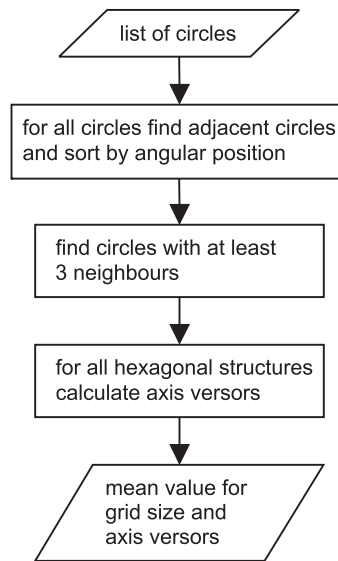 list of circles
for all circles find adjacent circles
and sort by angular position
find circles with at least
3 neighbours
for all hexagonal structures
calculate axis versors
mean value for
grid size and
axis versors